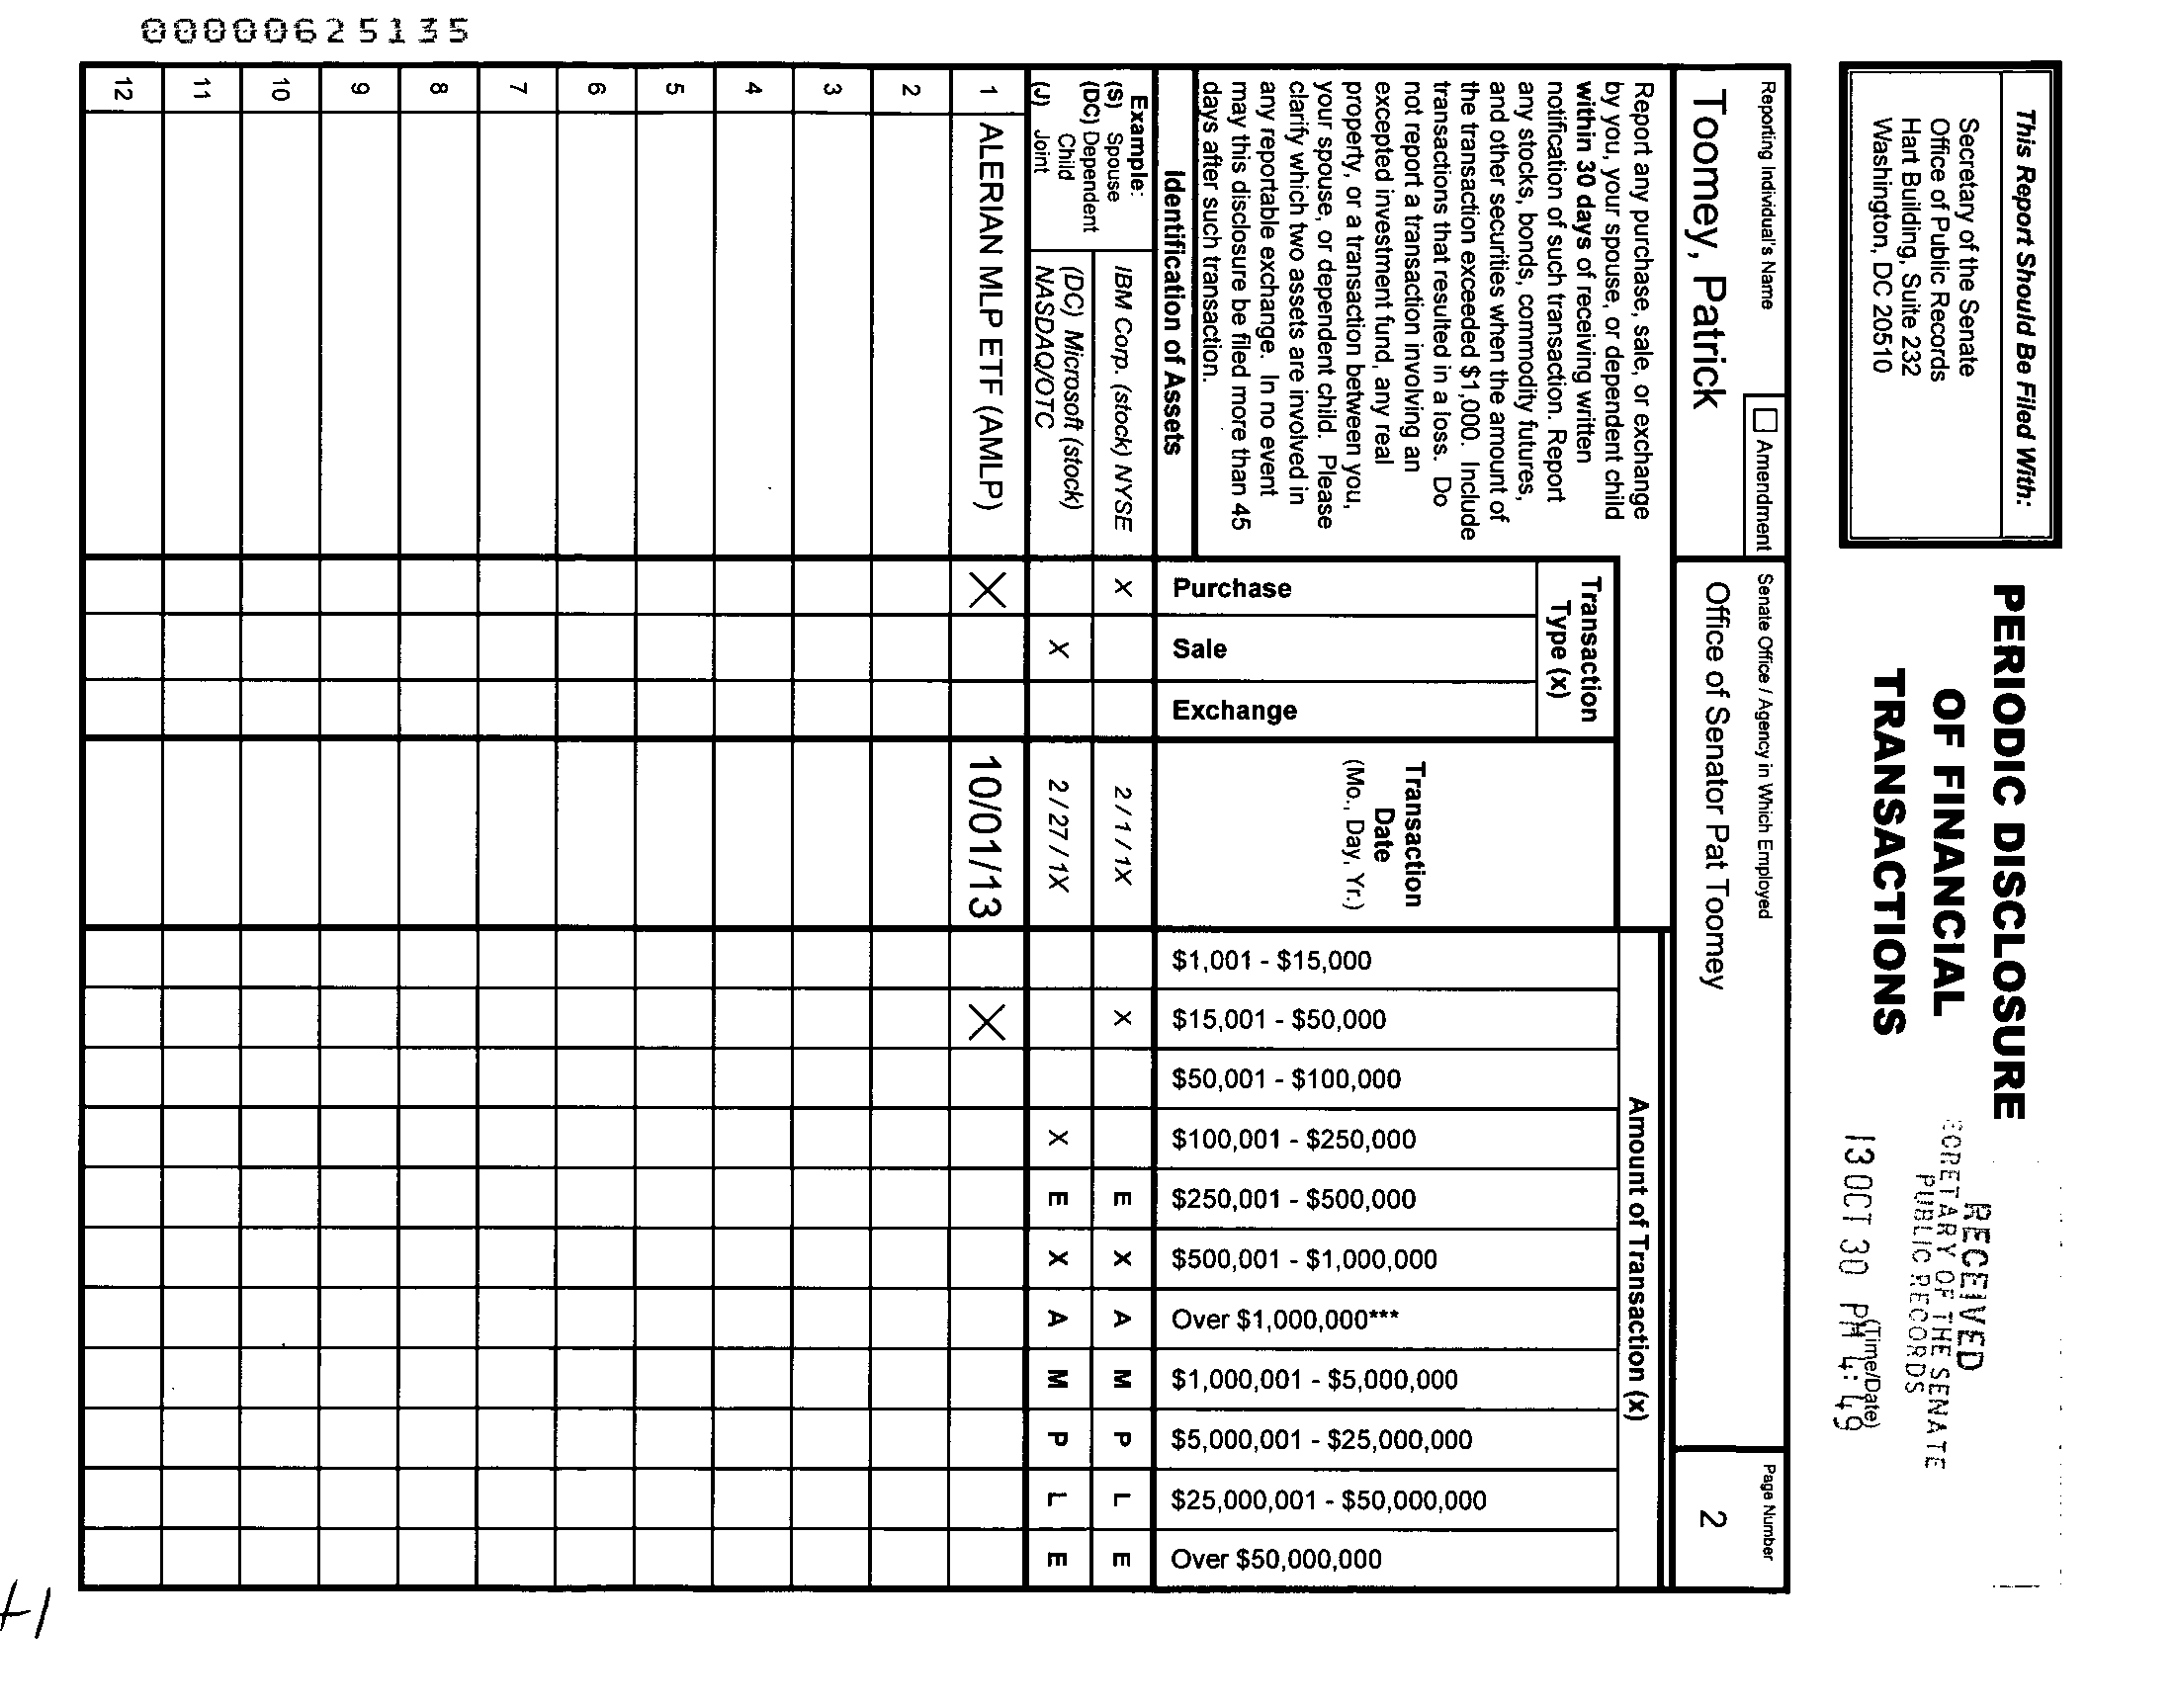 This Report Should Be Filed With:
Secretary of the Senate
Office of Public Records
Hart Building, Suite 232
Washington, DC 20510
PERIODIC DISCLOSURE
OF FINANCIAL
TRANSACTIONS
RECEIVED
SECRETARY OF THE SENATE
PUBLIC RECORDS
(Time/Date)
13 OCT 30 PM 4:49
Reporting Individual's Name
Amendment
Toomey, Patrick
Senate Office / Agency in Which Employed
Office of Senator Pat Toomey
Page Number
2
Report any purchase, sale, or exchange
by you, your spouse, or dependent child
within 30 days of receiving written
notification of such transaction. Report
any stocks, bonds, commodity futures,
and other securities when the amount of
the transaction exceeded $1,000. Include
transactions that resulted in a loss. Do
not report a transaction involving an
excepted investment fund, any real
property, or a transaction between you,
your spouse, or dependent child. Please
clarify which two assets are involved in
any reportable exchange. In no event
may this disclosure be filed more than 45
days after such transaction.
Identification of Assets
Transaction
Type (x)
Purchase
Sale
Exchange
Transaction
Date
(Mo., Day, Yr.)
Amount of Transaction (x)
$1,001 - $15,000
$15,001 - $50,000
$50,001 - $100,000
$100,001 - $250,000
$250,001 - $500,000
$500,001 - $1,000,000
Over $1,000,000***
$1,000,001 - $5,000,000
$5,000,001 - $25,000,000
$25,000,001 - $50,000,000
Over $50,000,000
Example:
(S) Spouse
(DC) Dependent
Child
(J) Joint
IBM Corp. (stock) NYSE X 2 / 1 / 1X X E X A M P L E
(DC) Microsoft (stock)
NASDAQ/OTC X 2 / 27 / 1X X E X A M P L E
1 ALERIAN MLP ETF (AMLP) X 10/01/13 X
2
3
4
5
6
7
8
9
10
11
12
00000625135